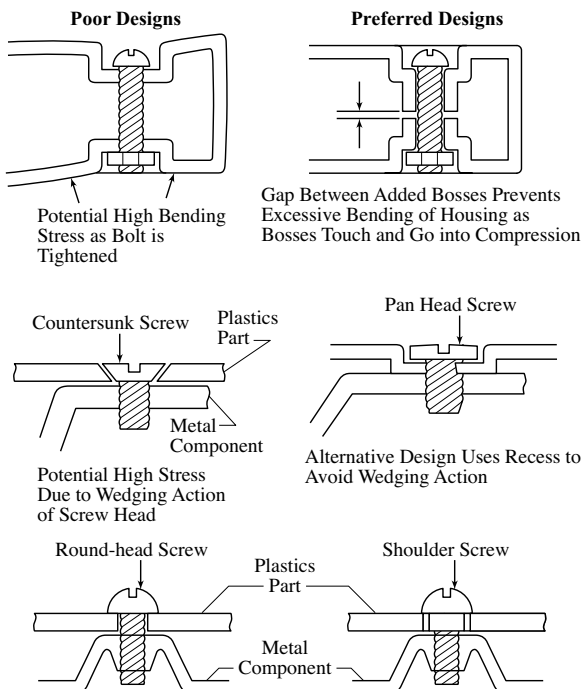 Poor Designs
Preferred Designs
Potential High Bending
Stress as Bolt is
Tightened
Gap Between Added Bosses Prevents
Excessive Bending of Housing as
Bosses Touch and Go into Compression
Countersunk Screw
Plastics
Part
Metal
Component
Potential High Stress
Due to Wedging Action
of Screw Head
Pan Head Screw
Alternative Design Uses Recess to
Avoid Wedging Action
Round-head Screw
Plastics
Part
Shoulder Screw
Metal
Component